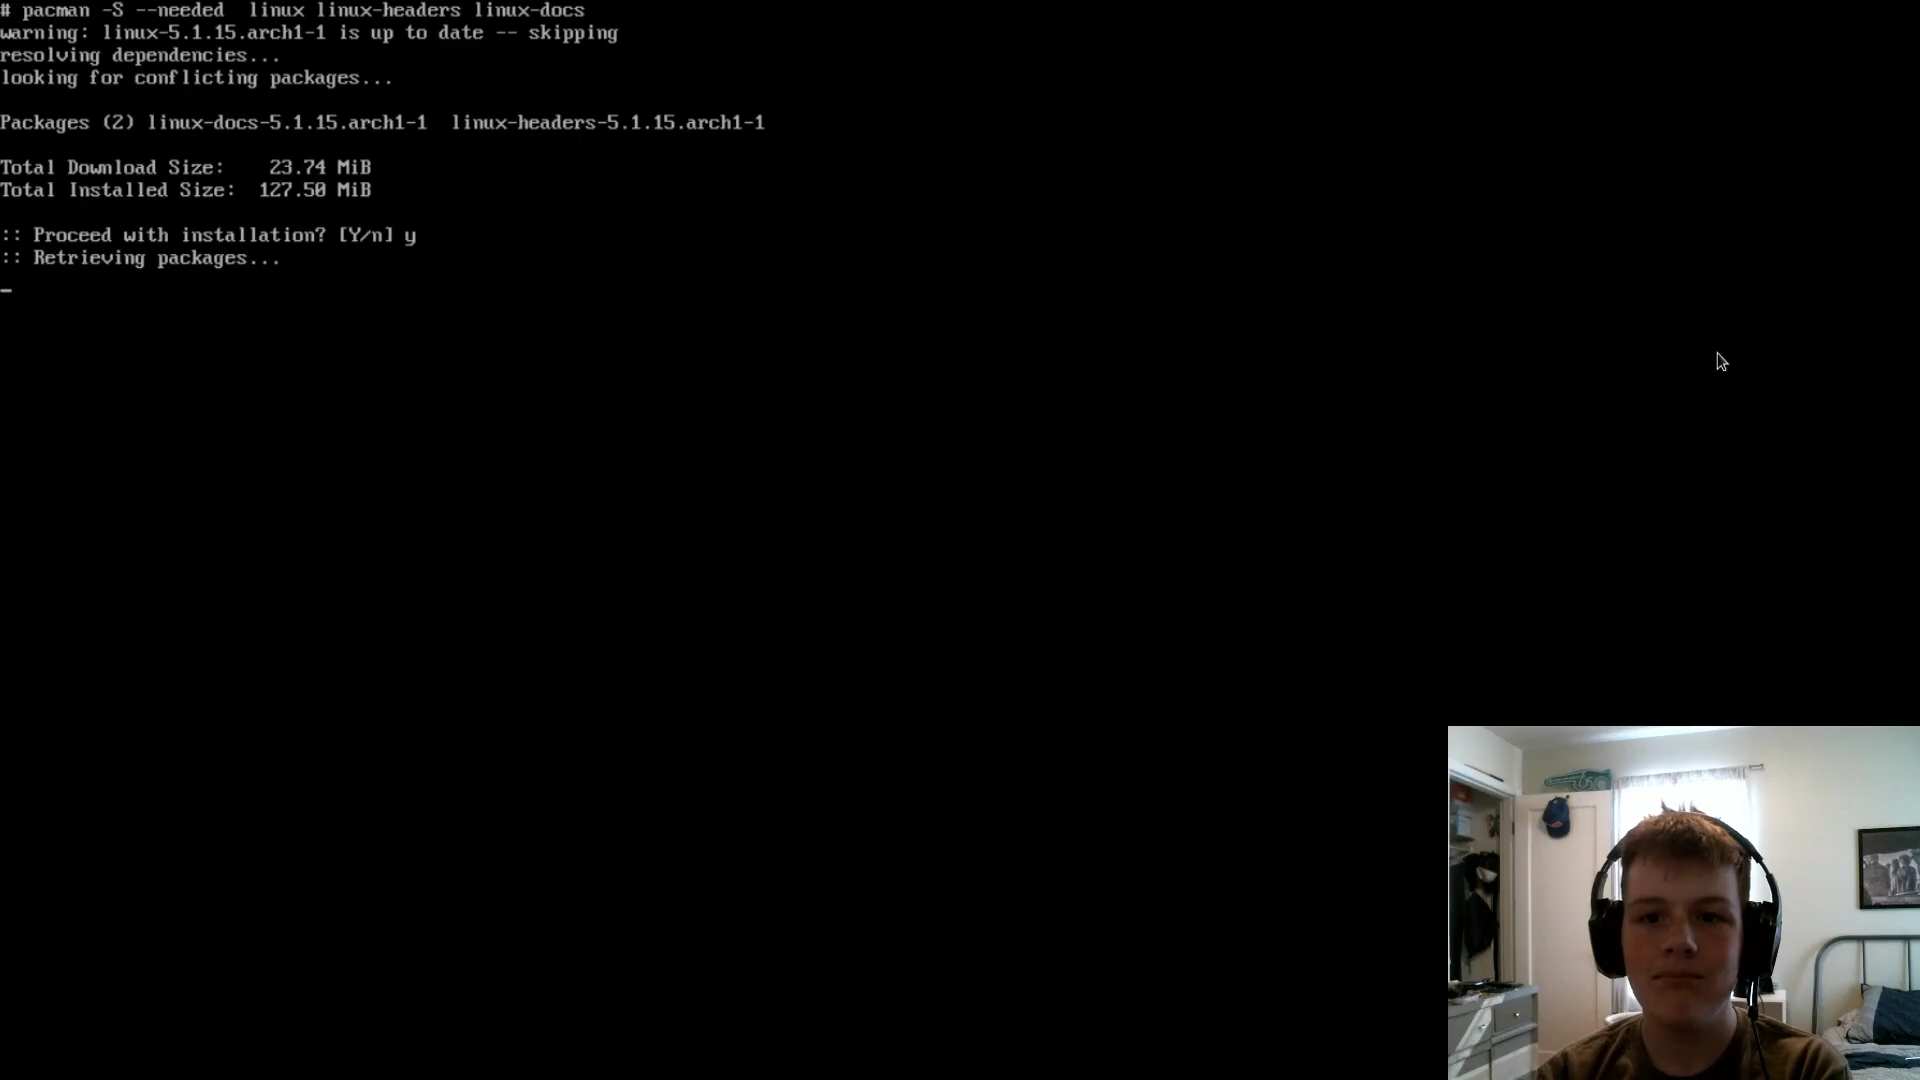 # pacman -S --needed  linux linux-headers linux-docs
warning: linux-5.1.15.arch1-1 is up to date -- skipping
resolving dependencies...
looking for conflicting packages...
Packages (2) linux-docs-5.1.15.arch1-1  linux-headers-5.1.15.arch1-1
Total Download Size:    23.74 MiB
Total Installed Size:  127.50 MiB
:: Proceed with installation? [Y/n] y
:: Retrieving packages...